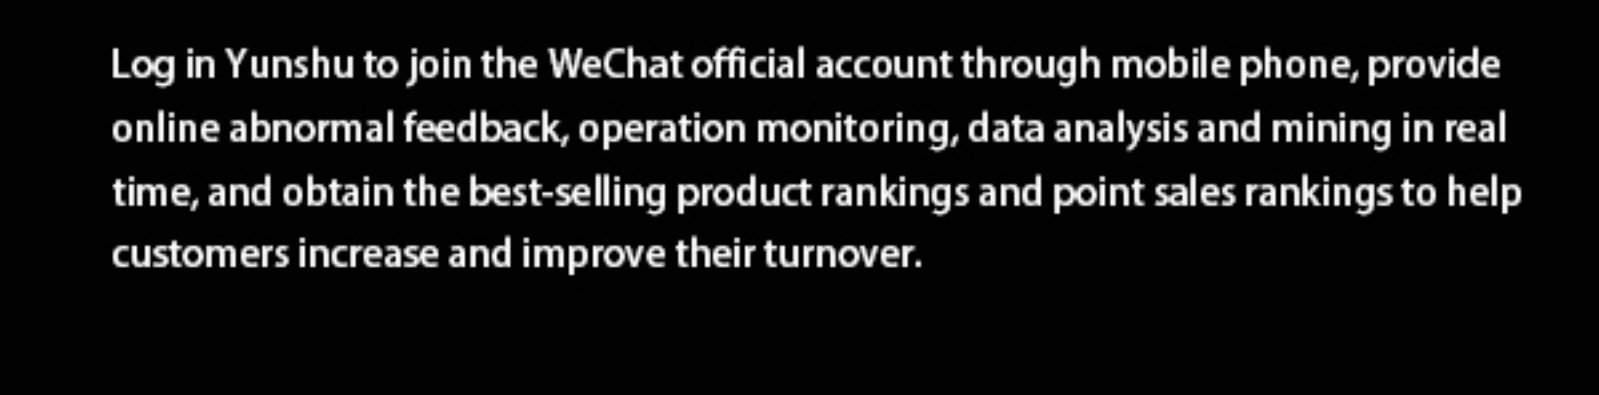 Log in Yunshu to join the WeChat official account through mobile phone, provide
online abnormal feedback, operation monitoring, data analysis and mining in real
time, and obtain the best-selling product rankings and point sales rankings to help
customers increase and improve their turnover.